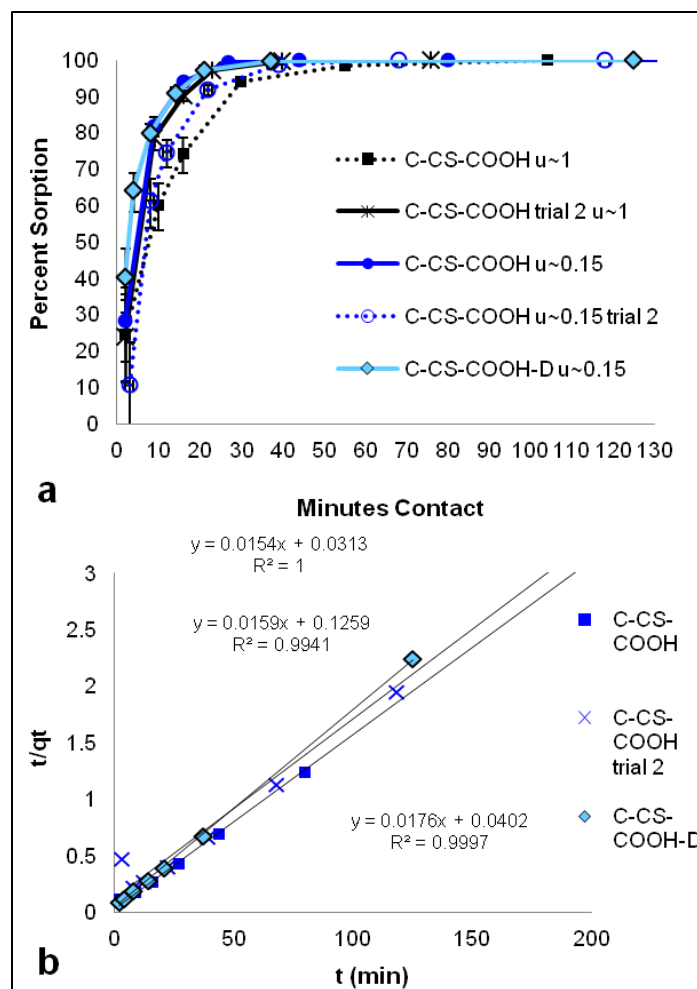 100
90
80
70
60
50
40
30
20
10
0
Percent Sorption
C-CS-COOH u~1
C-CS-COOH trial 2 u~1
C-CS-COOH u~0.15
C-CS-COOH u~0.15 trial 2
C-CS-COOH-D u~0.15
0 10 20 30 40 50 60 70 80 90 100 110 120 130
a
Minutes Contact
y = 0.0154x + 0.0313
R² = 1
y = 0.0159x + 0.1259
R² = 0.9941
y = 0.0176x + 0.0402
R² = 0.9997
3
2.5
2
1.5
1
0.5
0
t/qt
C-CS-
COOH
C-CS-
COOH
trial 2
C-CS-
COOH-D
0 50 100 150 200
b
t (min)